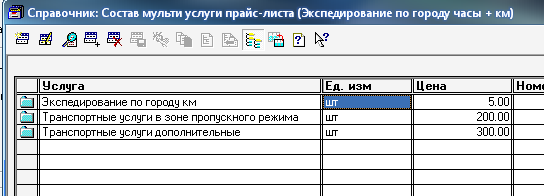 Справочник: Состав мульти услуги прайс-листа (Экспедирование по городу часы + км)
Услуга Ед. изм Цена Номе
Экспедирование по городу км шт 5.00
Транспортные услуги в зоне пропускного режима шт 200.00
Транспортные услуги дополнительные шт 300.00